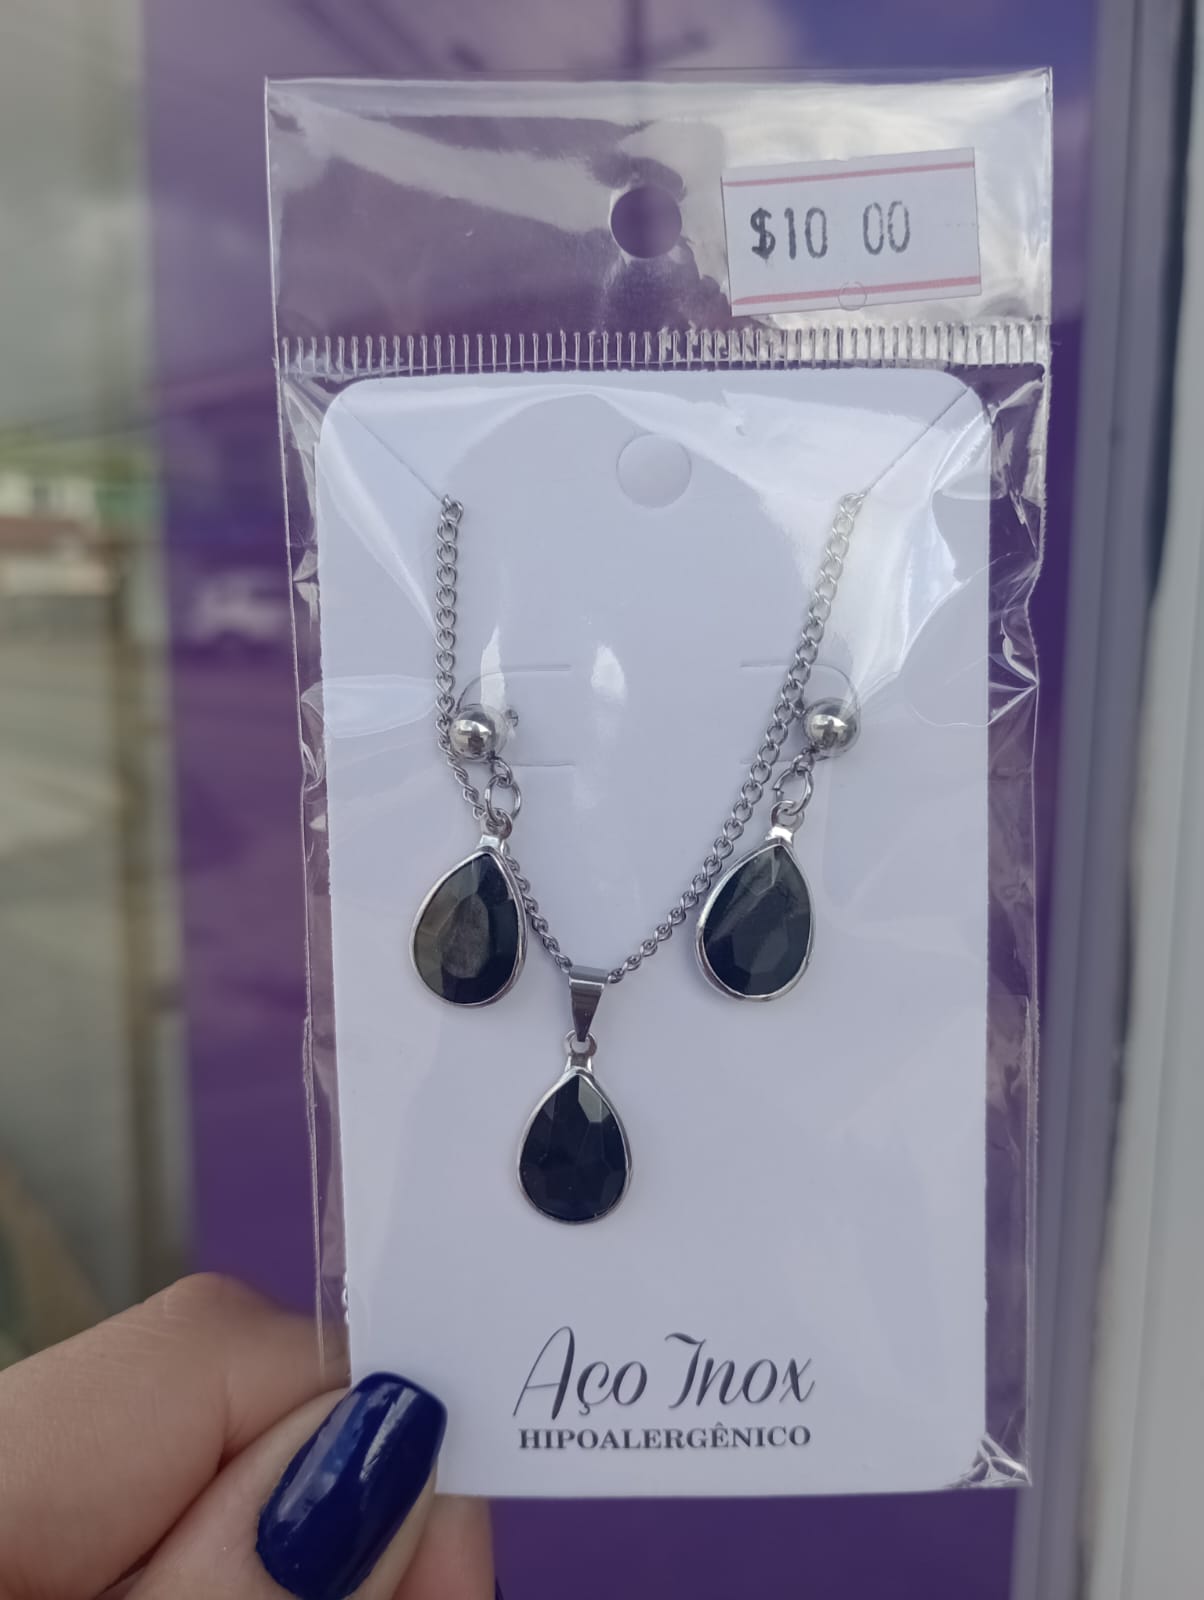 $10 00
Aço Inox
HIPOALERGÊNICO